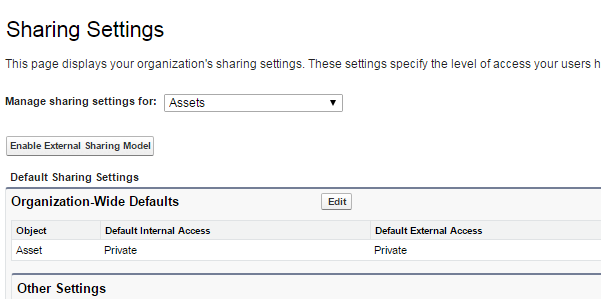 Sharing Settings
This page displays your organization's sharing settings. These settings specify the level of access your users h
Manage sharing settings for: Assets
Enable External Sharing Model
Default Sharing Settings
Organization-Wide Defaults Edit
Object Default Internal Access Default External Access
Asset Private Private
Other Settings